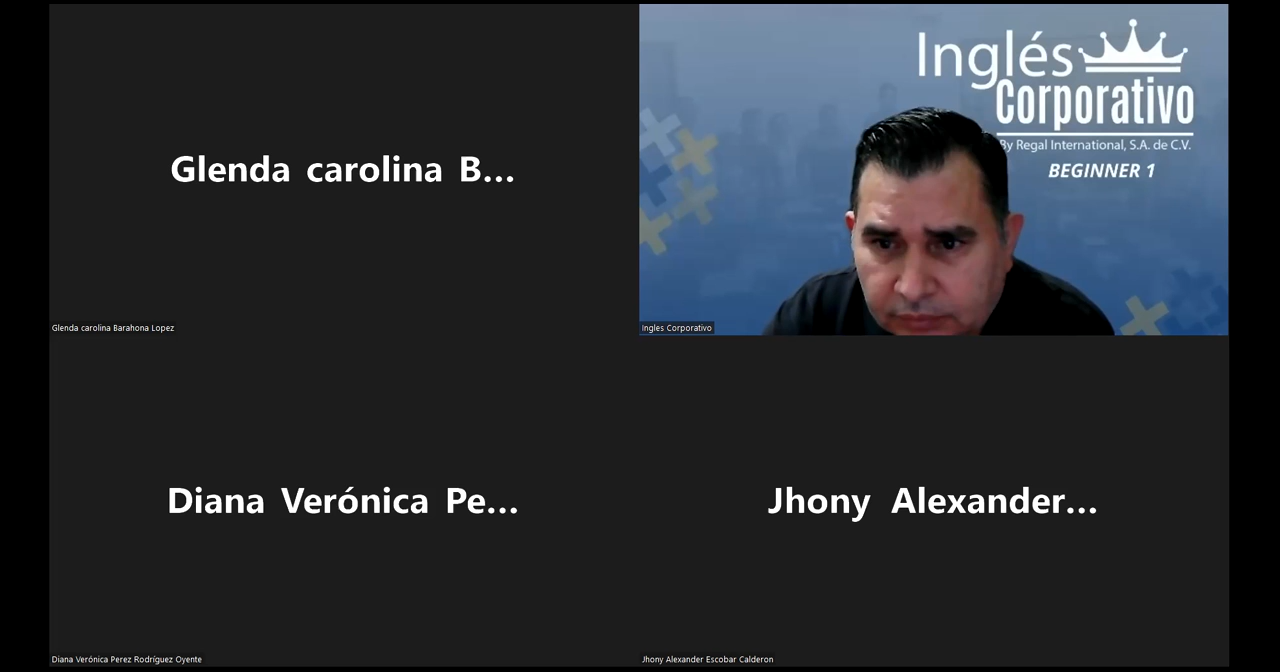 Glenda carolina B...
Glenda carolina Barahona Lopez
Inglés
Corporativo
By Regal International, S.A. de C.V.
BEGINNER 1
Ingles Corporativo
Diana Verónica Pe...
Diana Verónica Perez Rodríguez Oyente
Jhony Alexander...
Jhony Alexander Escobar Calderon